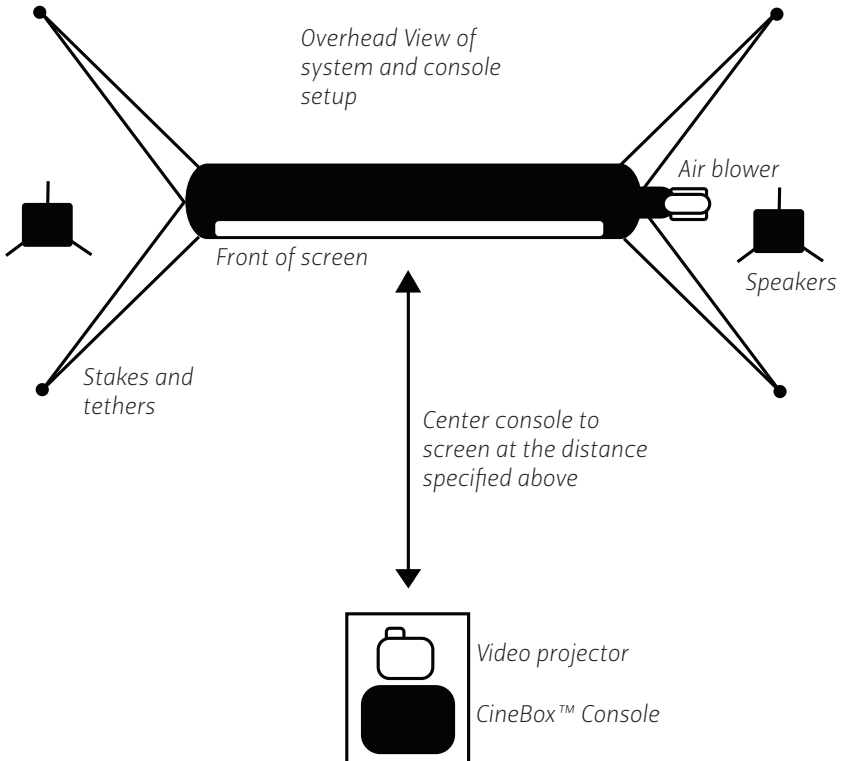 Overhead View of
system and console
setup
Air blower
Front of screen
Speakers
Stakes and
tethers
Center console to
screen at the distance
specified above
Video projector
CineBox™ Console